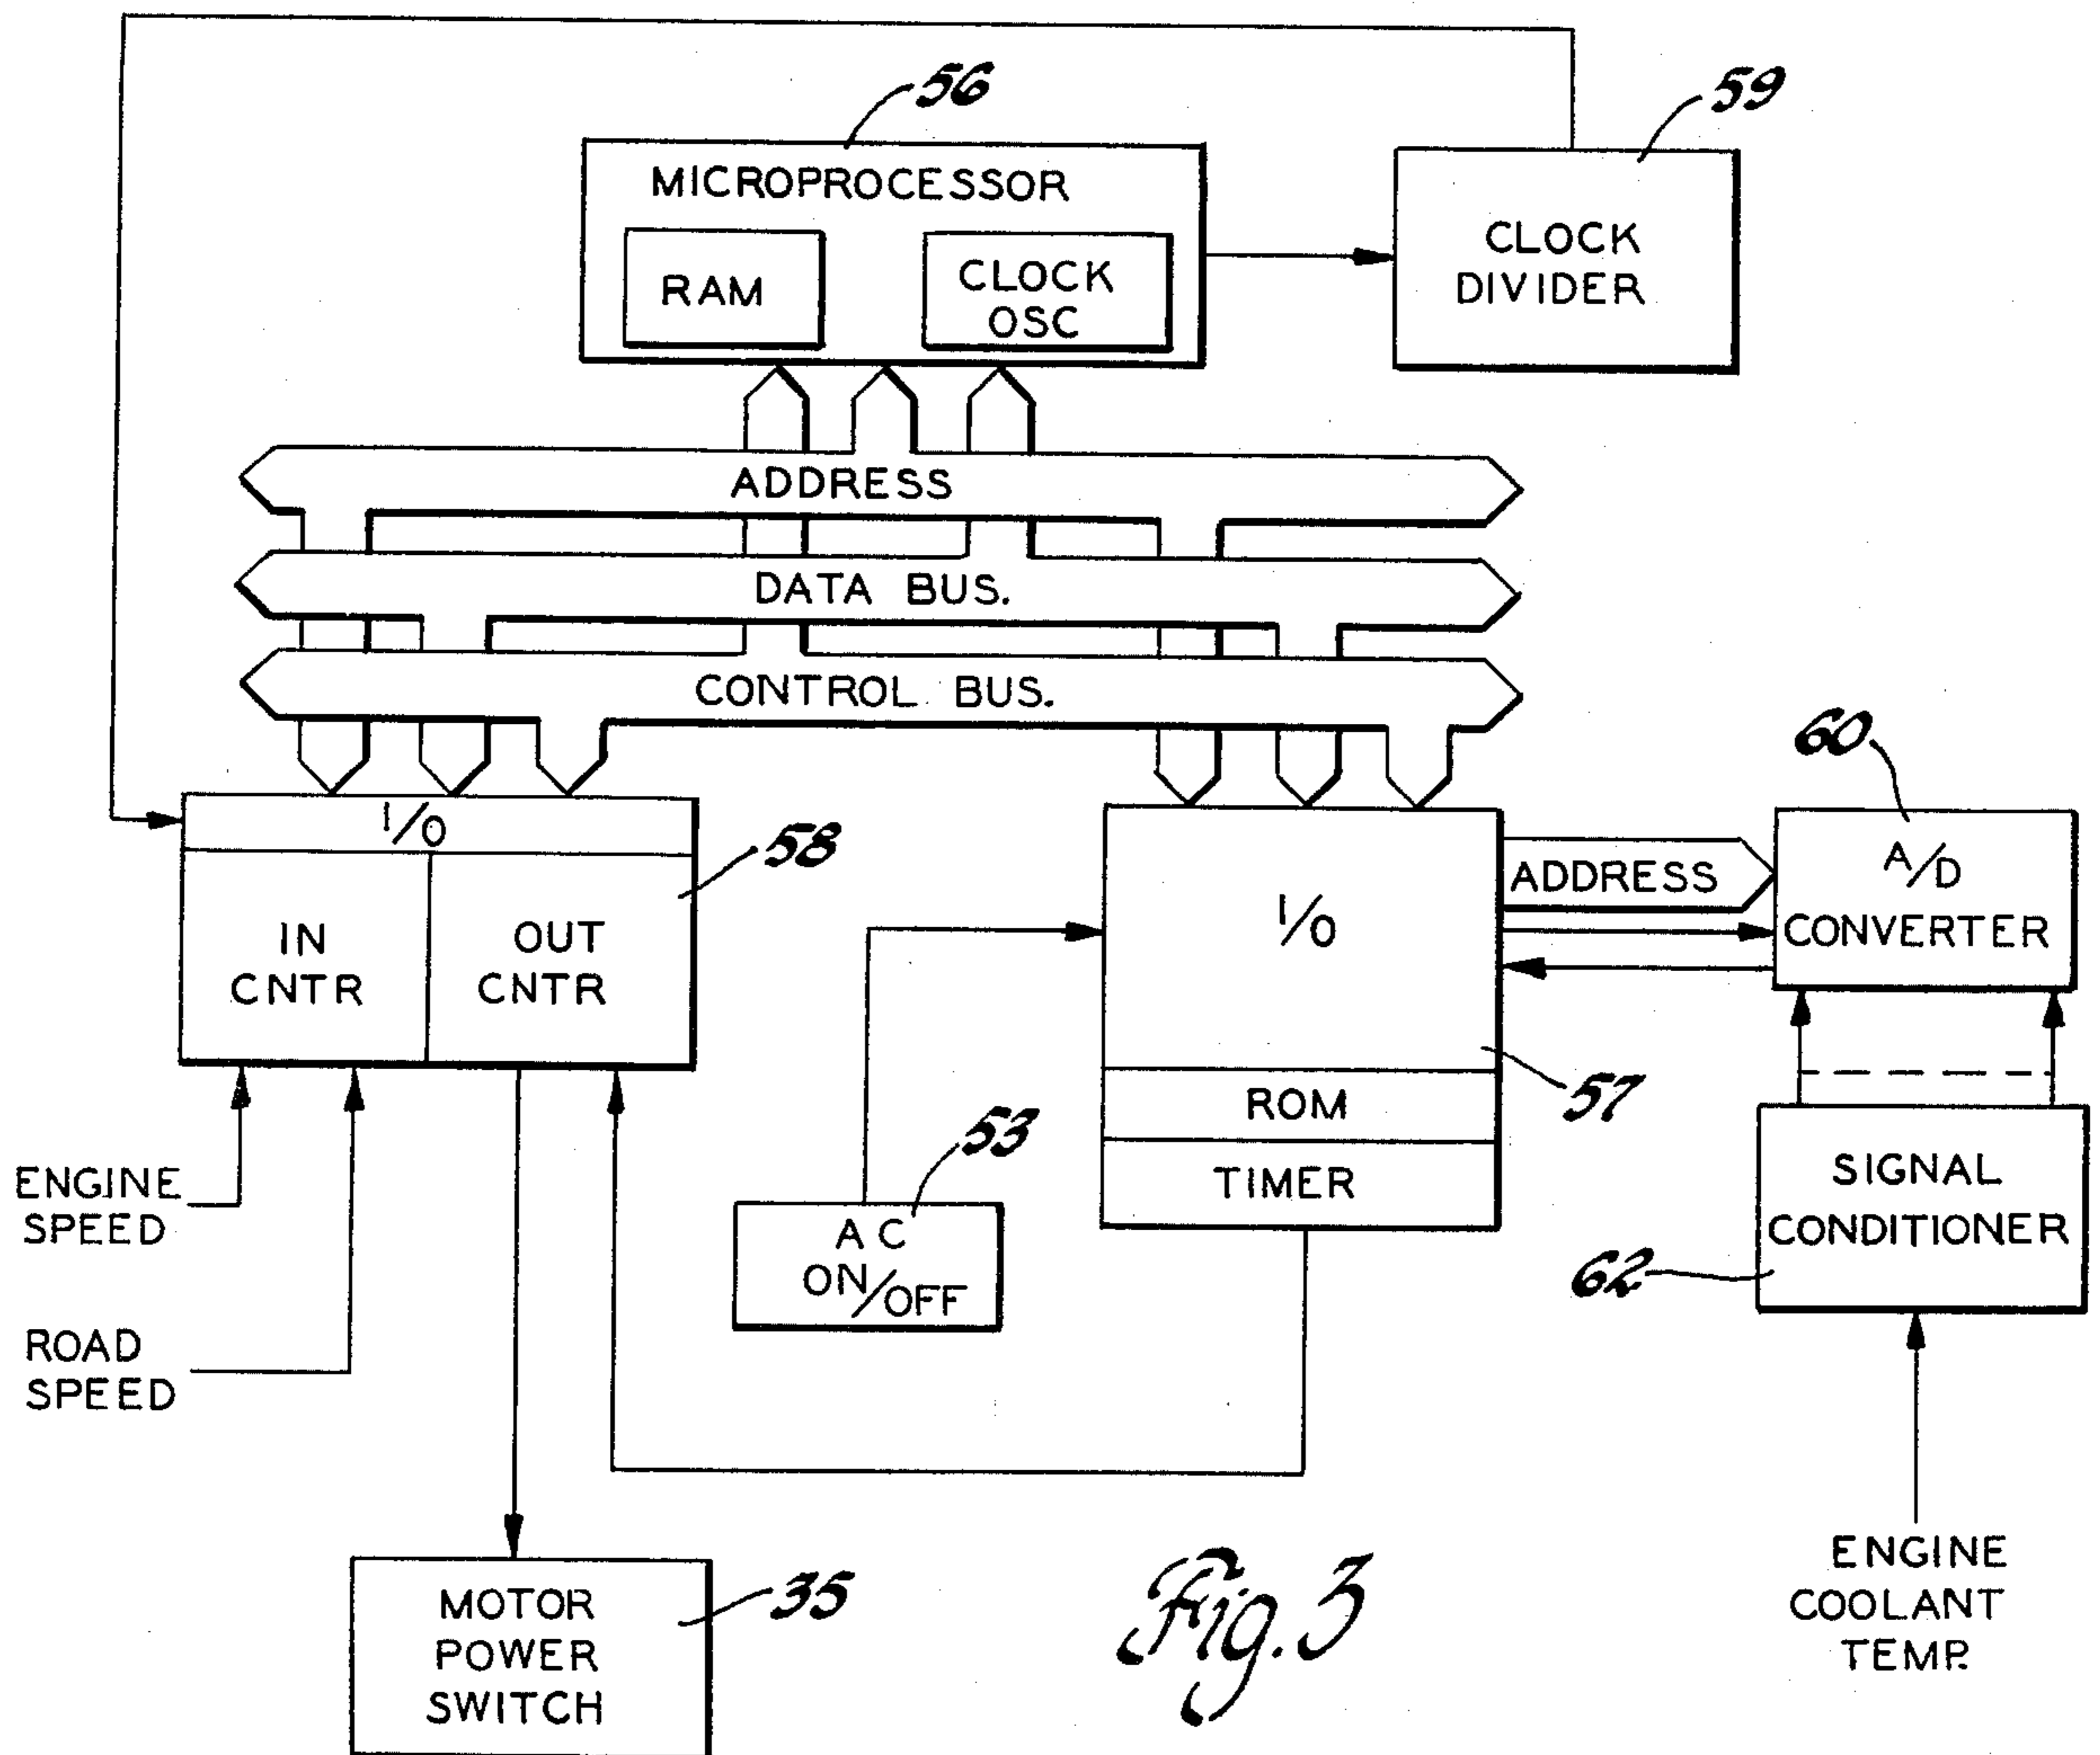 56
59
MICROPROCESSOR
RAM
CLOCK
OSC
CLOCK
DIVIDER
ADDRESS
DATA BUS.
CONTROL BUS.
60
I/O
58
IN
CNTR
OUT
CNTR
I/O
ADDRESS
A/D
CONVERTER
57
ROM
TIMER
53
A C
ON/OFF
SIGNAL
CONDITIONER
62
ENGINE
SPEED
ROAD
SPEED
MOTOR
POWER
SWITCH
35
ENGINE
COOLANT
TEMP.
Fig. 3